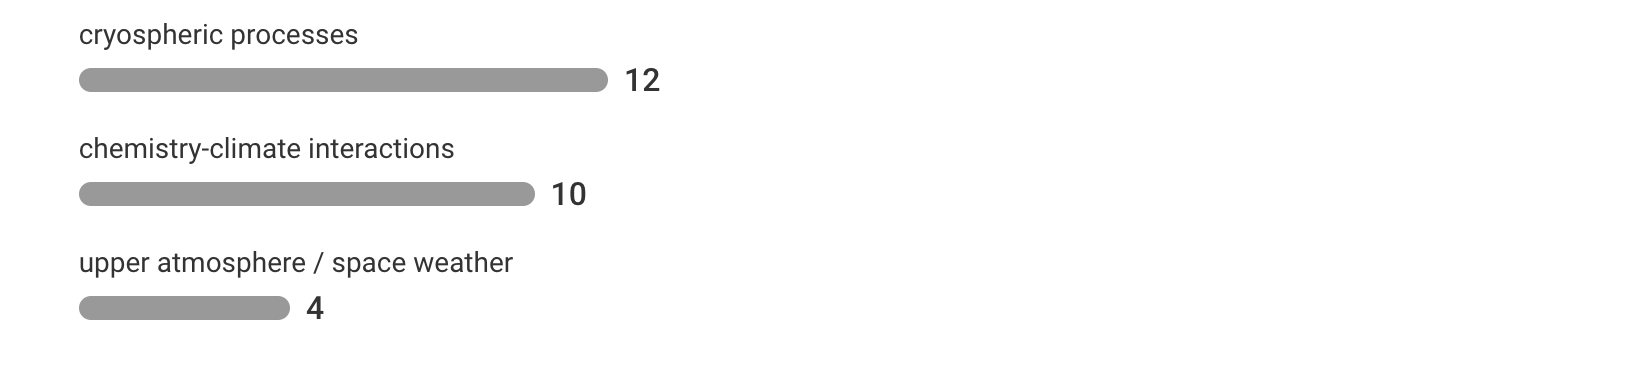 cryospheric processes
12
chemistry-climate interactions
10
upper atmosphere / space weather
4